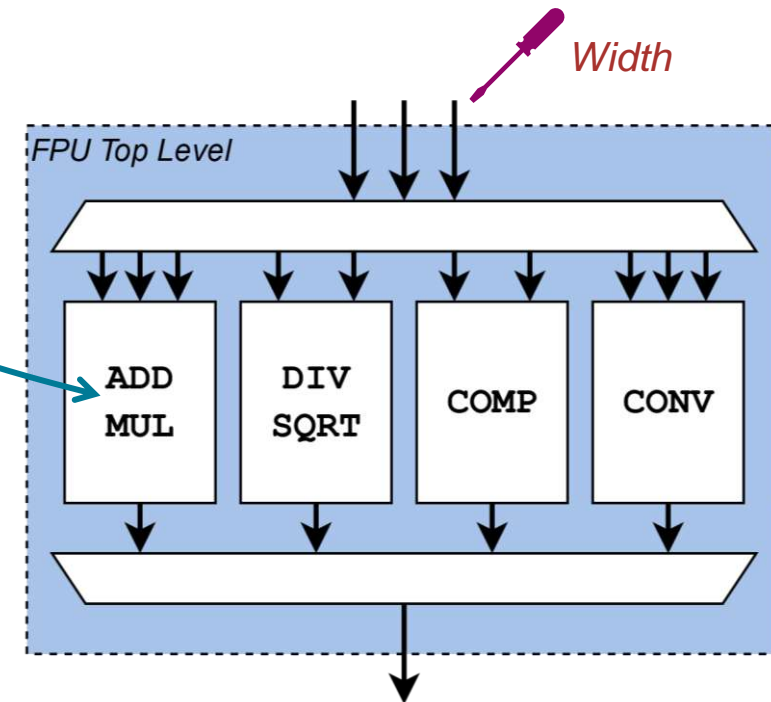 Width
FPU Top Level
ADD
MUL
DIV
SQRT
COMP
CONV